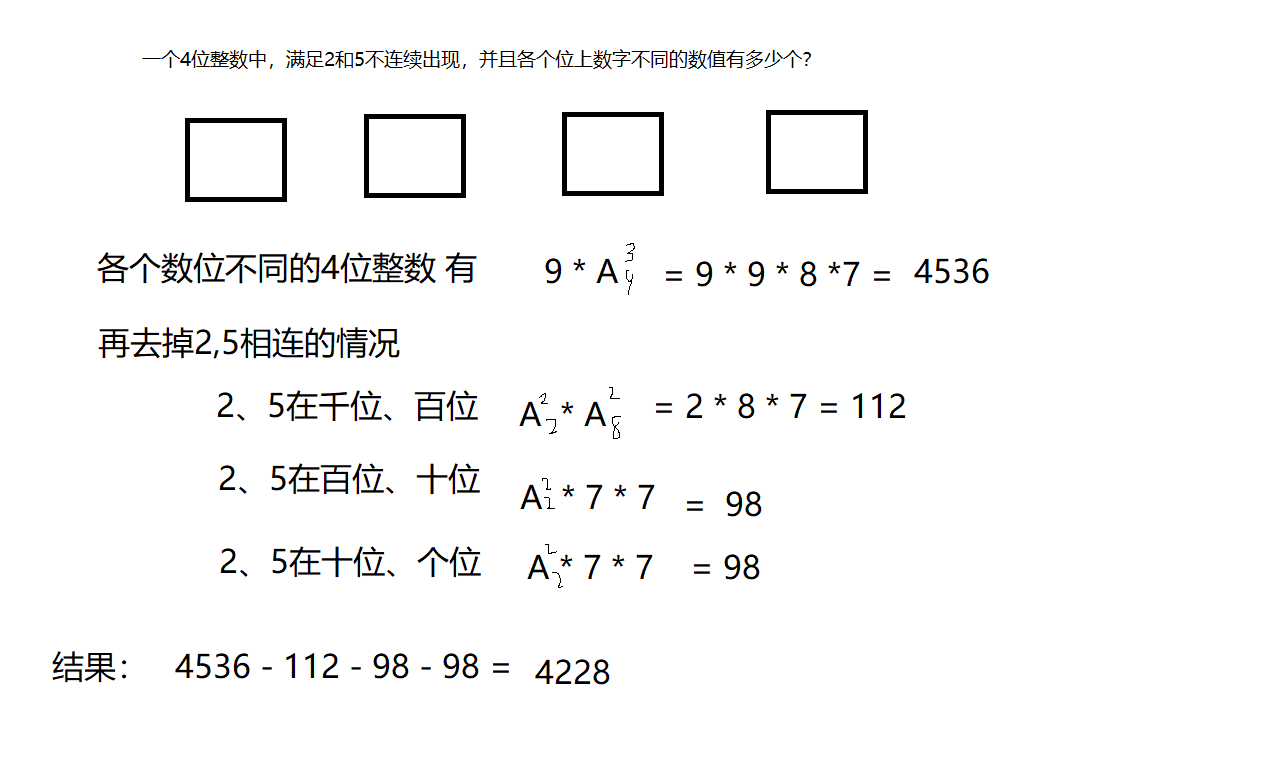 一个4位整数中，满足2和5不连续出现，并且各个位上数字不同的数值有多少个？
各个数位不同的4位整数 有 9 * A 3 9 = 9 * 9 * 8 *7 = 4536
再去掉2,5相连的情况
2、5在千位、百位 A 2 2 * A 2 8 = 2 * 8 * 7 = 112
2、5在百位、十位 A 2 2 * 7 * 7 = 98
2、5在十位、个位 A 2 2 * 7 * 7 = 98
结果： 4536 - 112 - 98 - 98 = 4228